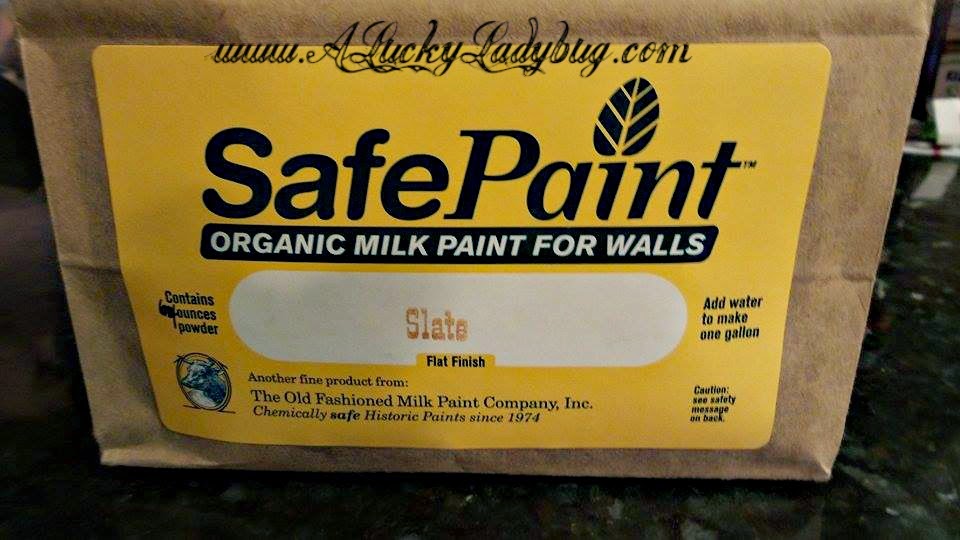 www.ALuckyLadybug.com
SafePaint™
ORGANIC MILK PAINT FOR WALLS
Contains
ounces
powder
Slate
Flat Finish
Add water
to make
one gallon
Another fine product from:
The Old Fashioned Milk Paint Company, Inc.
Chemically safe Historic Paints since 1974
Caution:
see safety
message
on back.